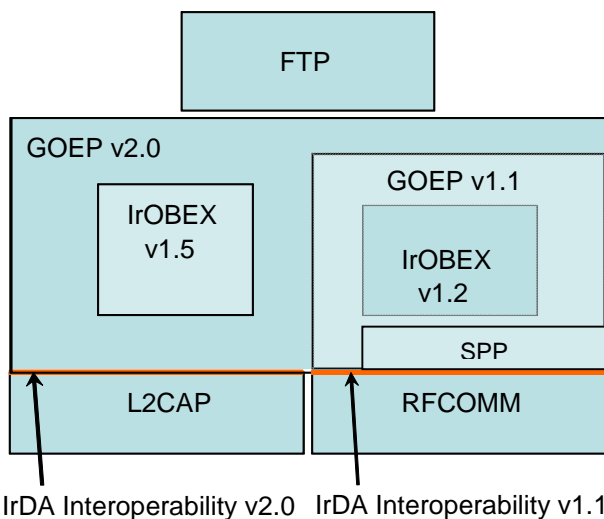 FTP
GOEP v2.0
GOEP v1.1
IrOBEX
v1.5
IrOBEX
v1.2
SPP
L2CAP
RFCOMM
IrDA Interoperability v2.0
IrDA Interoperability v1.1